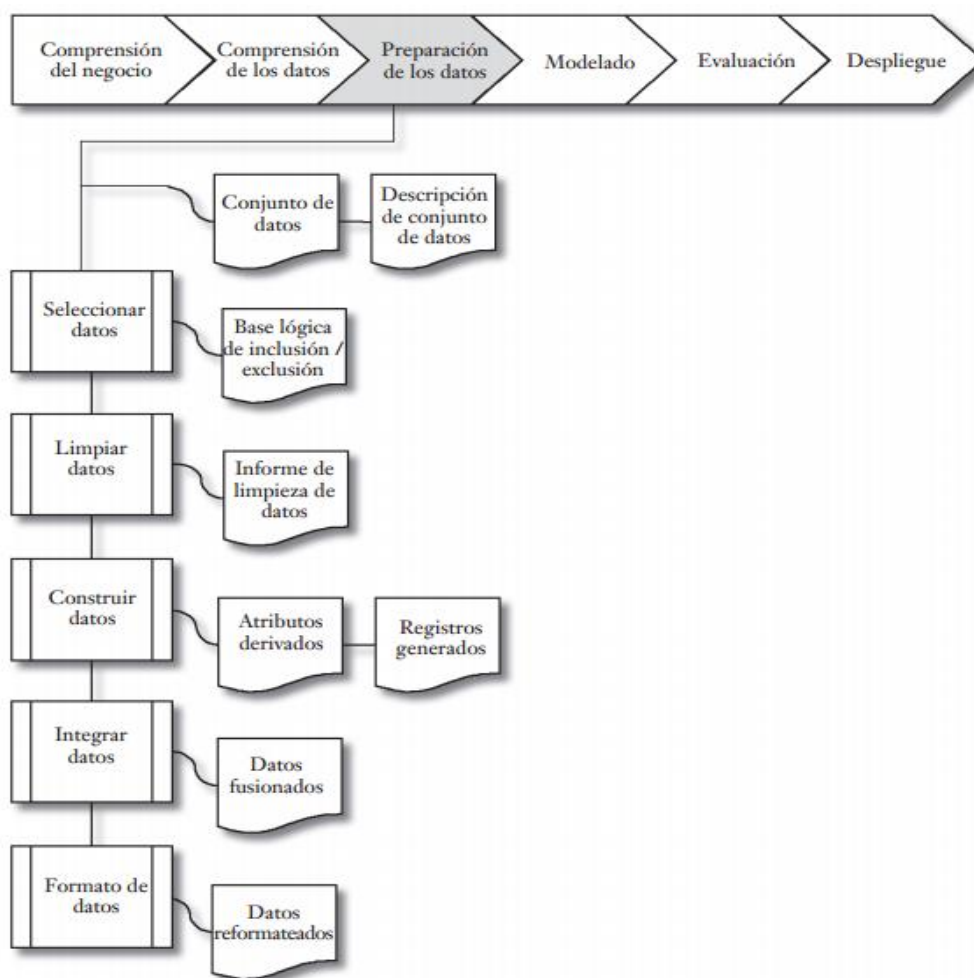 Comprensión
del negocio
Comprensión
de los datos
Preparación
de los datos
Modelado
Evaluación
Despliegue
Conjunto de
datos
Descripción
de conjunto
de datos
Seleccionar
datos
Base lógica
de inclusión /
exclusión
Limpiar
datos
Informe de
limpieza de
datos
Construir
datos
Atributos
derivados
Registros
generados
Integrar
datos
Datos
fusionados
Formato de
datos
Datos
reformateados